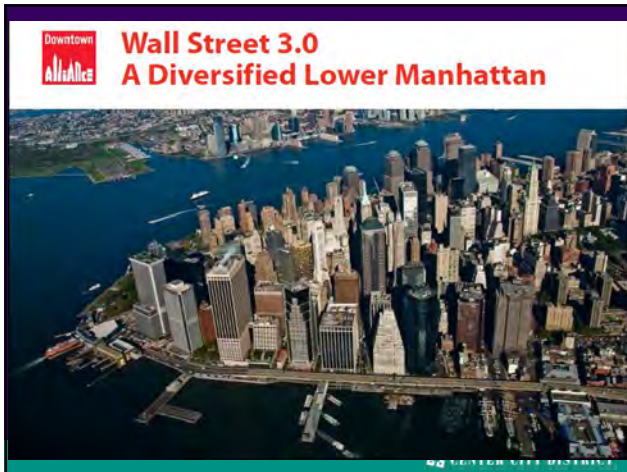 Downtown
AlliAnce
Wall Street 3.0
A Diversified Lower Manhattan
CENTER CITY DISTRICT